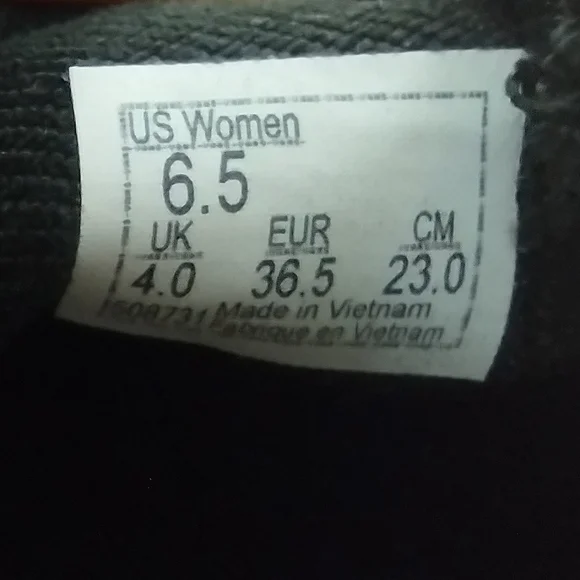 US Women
6.5
UK EUR CM
4.0 36.5 23.0
Made in Vietnam
Fabriqué en Vietnam